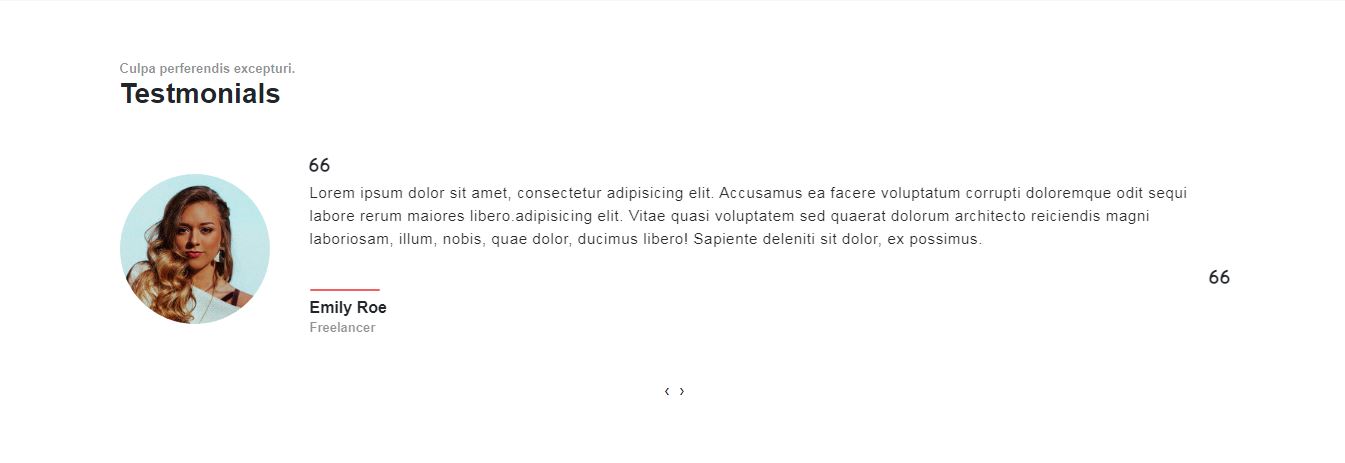 Culpa perferendis excepturi.
Testmonials
66
Lorem ipsum dolor sit amet, consectetur adipisicing elit. Accusamus ea facere voluptatum corrupti doloremque odit sequi
labore rerum maiores libero.adipisicing elit. Vitae quasi voluptatem sed quaerat dolorum architecto reiciendis magni
laboriosam, illum, nobis, quae dolor, ducimus libero! Sapiente deleniti sit dolor, ex possimus.
66
Emily Roe
Freelancer
‹ ›